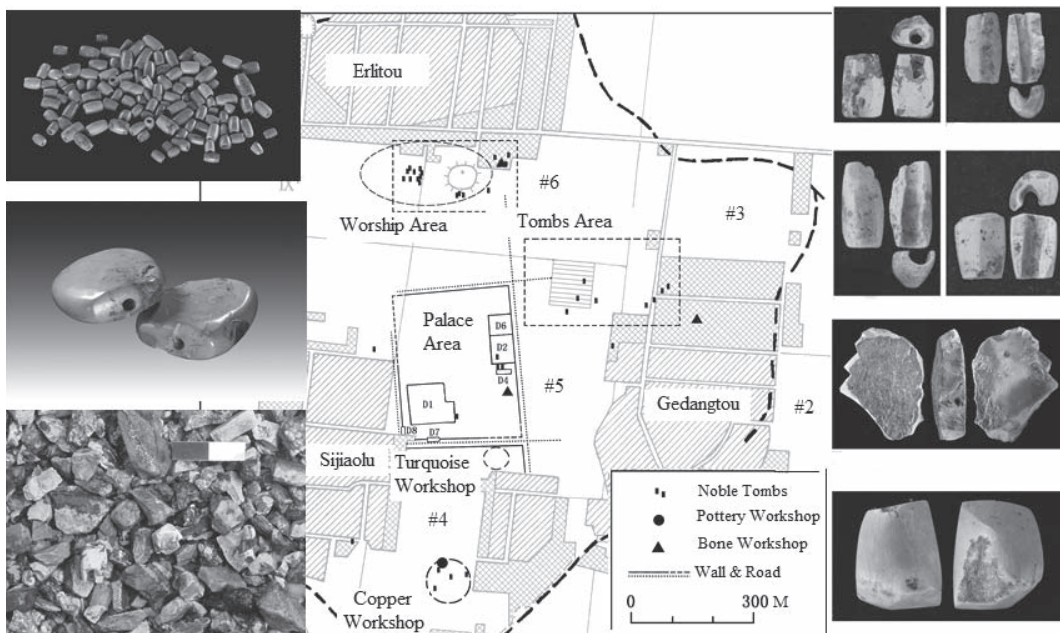 IX
Erlitou
#6
Worship Area
Tombs Area
#3
Palace
Area
D6
D2
D4
#5
D1
D8
D7
Gedangtou
#2
Sijiaolu
Turquoise
Workshop
#4
Copper
Workshop
Noble Tombs
Pottery Workshop
Bone Workshop
Wall & Road
0
300 M